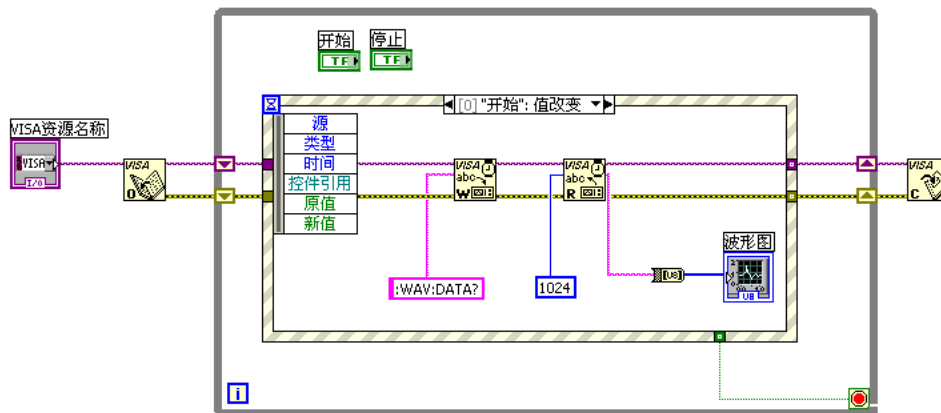 开始 停止
TF TF
[0]"开始": 值改变
VISA资源名称
源
类型
时间
控件引用
原值
新值
VISA
I/O
VISA
O
VISA
abc
W
VISA
abc
R
VISA
C
波形图
U8
[U8]
:WAV:DATA?
1024
i